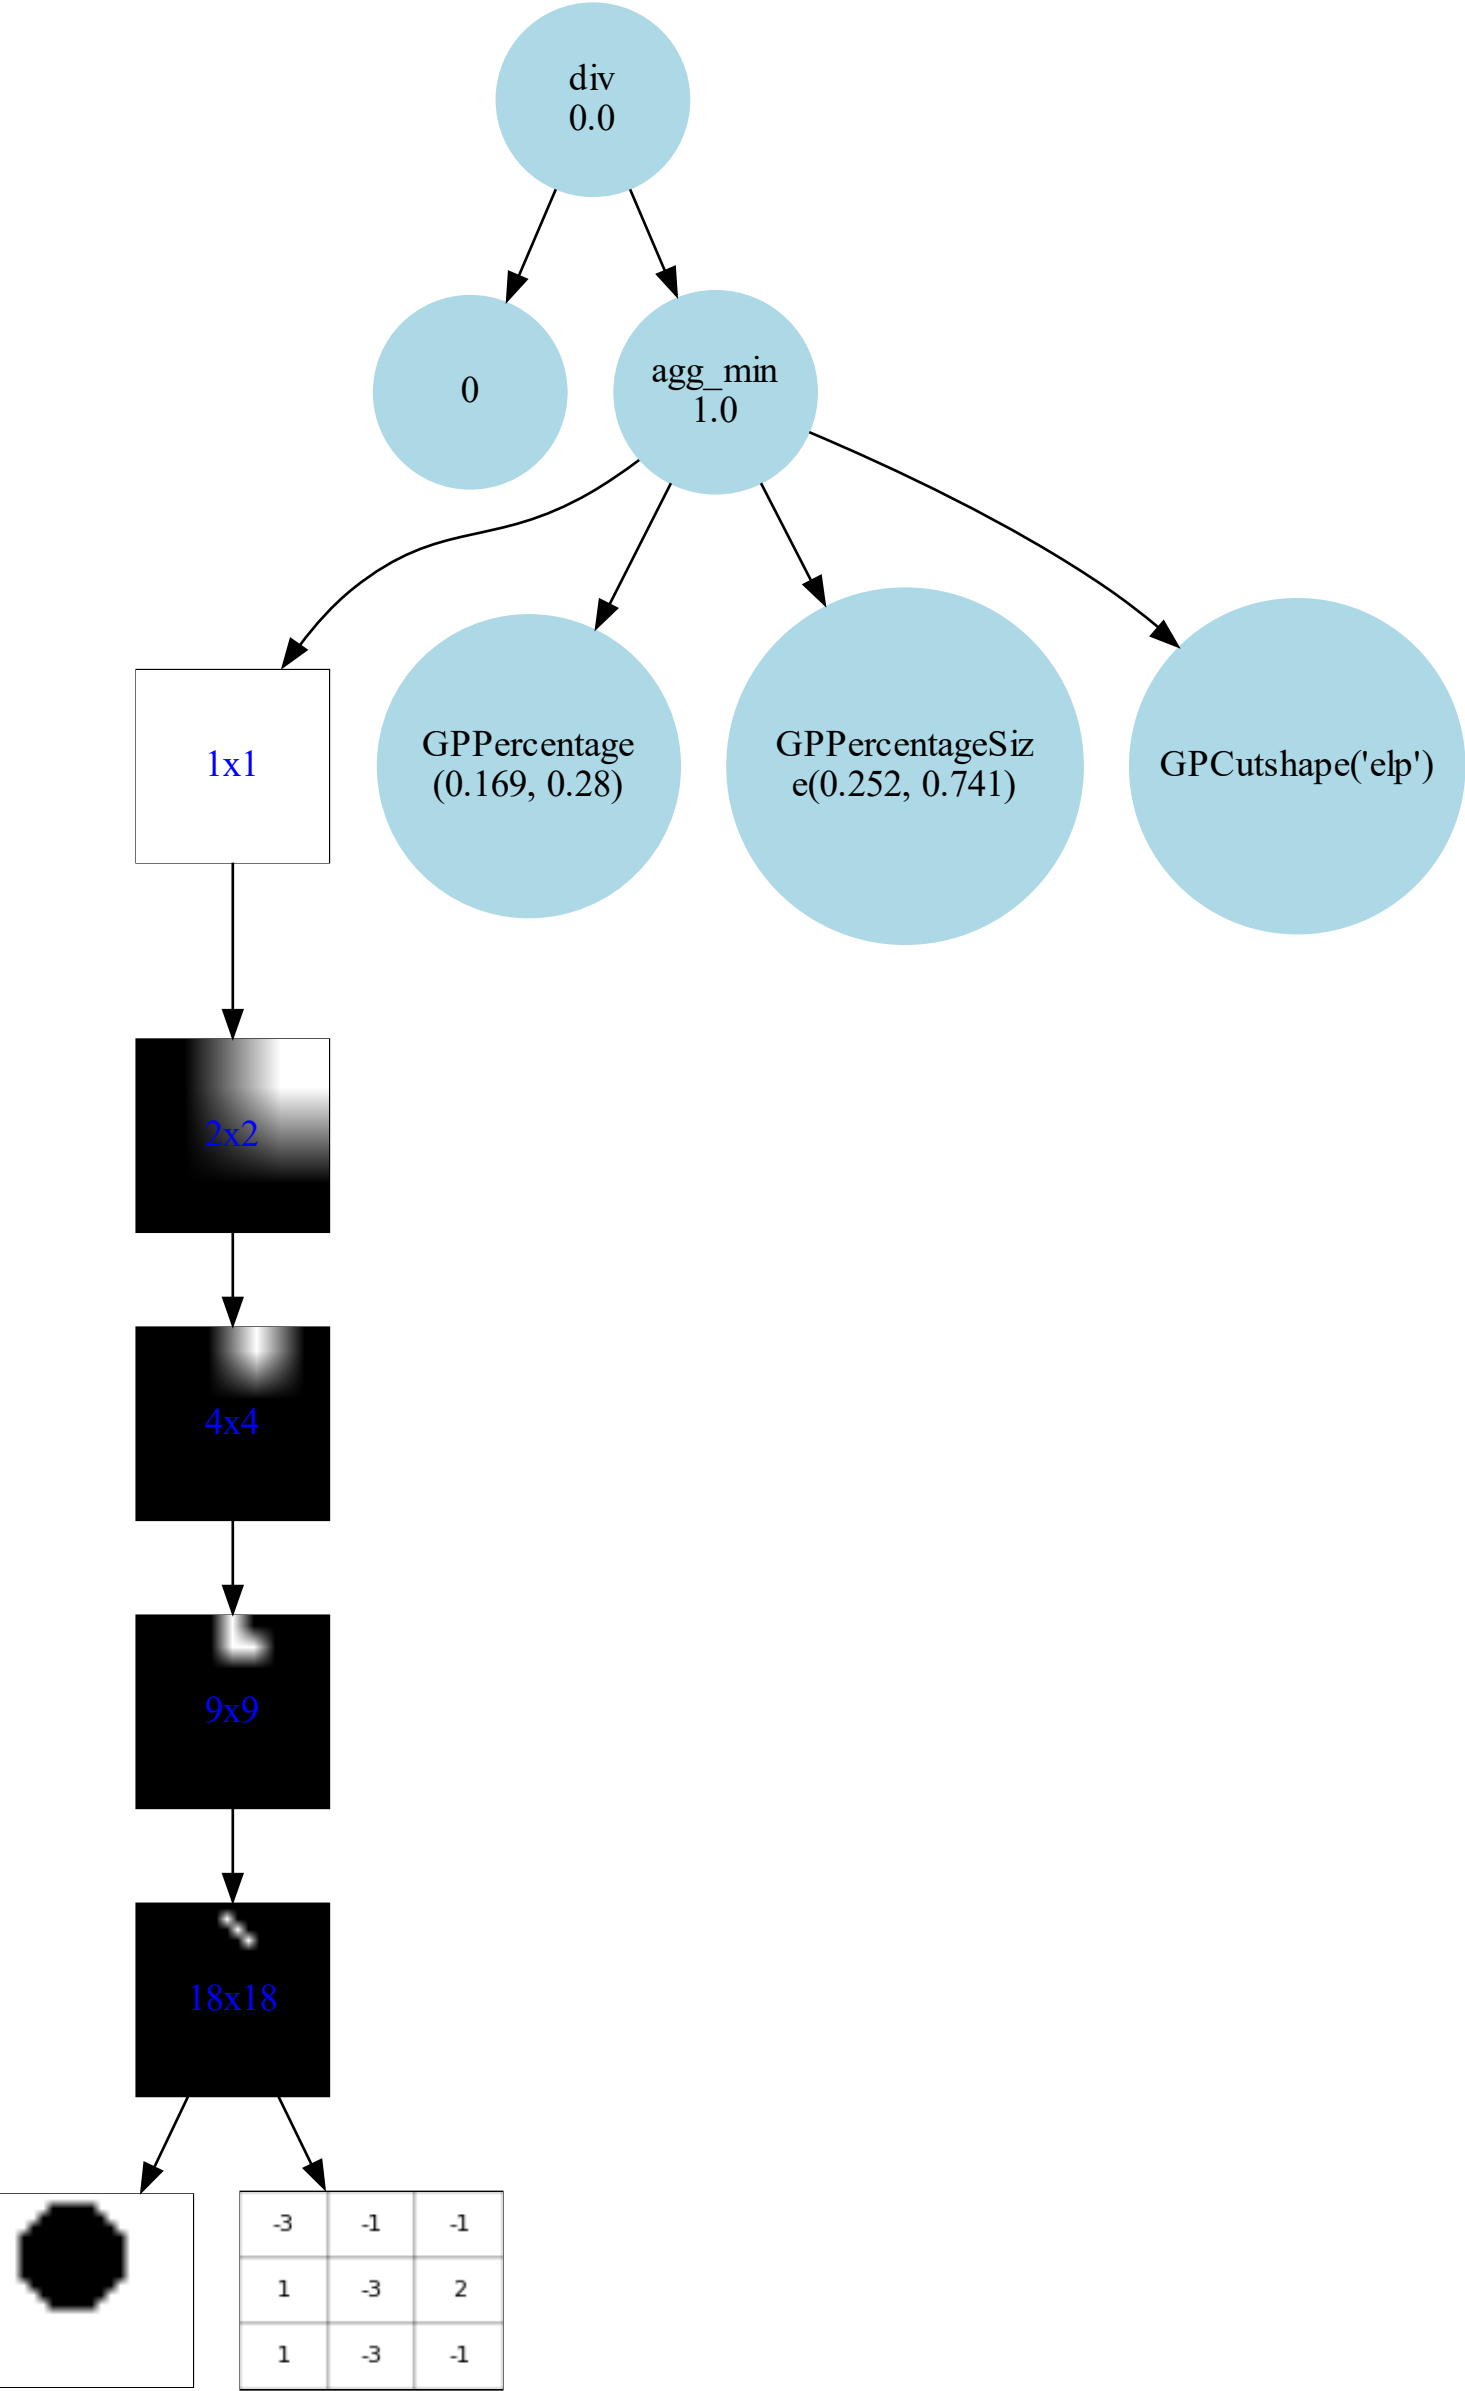 div
0.0
0
agg_min
1.0
1x1
GPPercentage
(0.169, 0.28)
GPPercentageSiz
e(0.252, 0.741)
GPCutshape('elp')
2x2
4x4
9x9
18x18
-3 -1 -1
1 -3 2
1 -3 -1